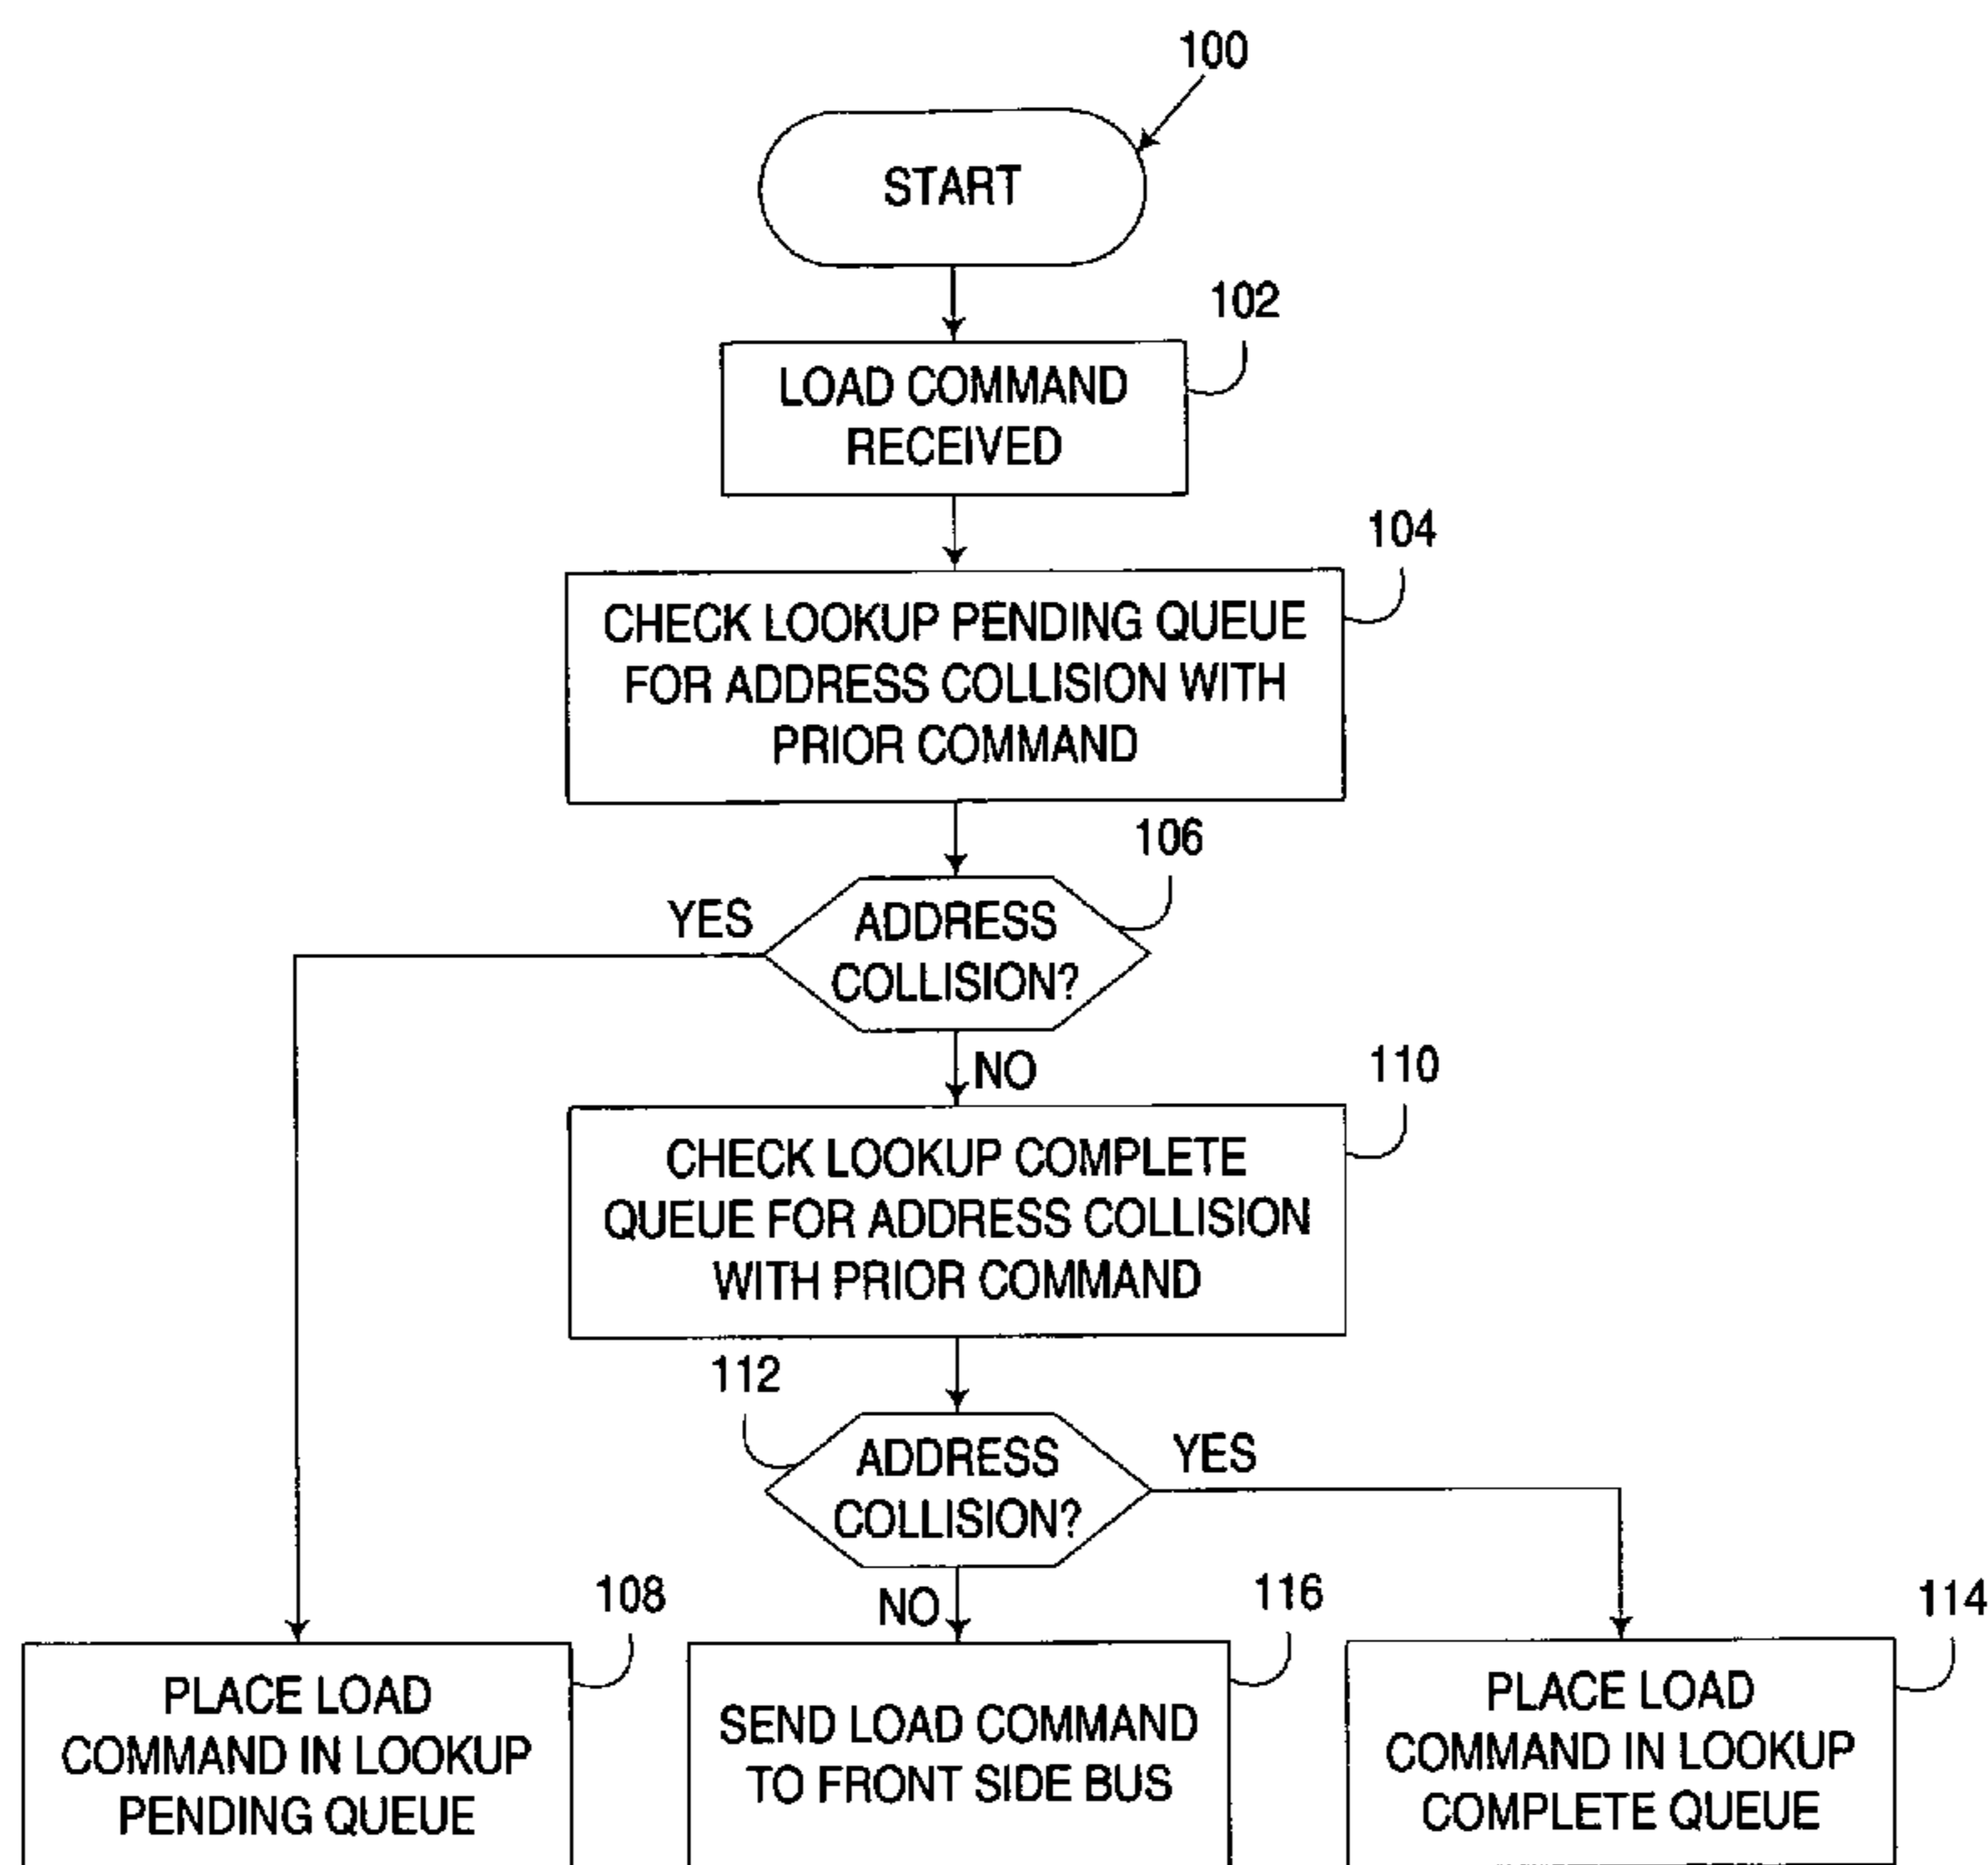 100
START
102
LOAD COMMAND
RECEIVED
104
CHECK LOOKUP PENDING QUEUE
FOR ADDRESS COLLISION WITH
PRIOR COMMAND
106
YES
ADDRESS
COLLISION?
NO
110
CHECK LOOKUP COMPLETE
QUEUE FOR ADDRESS COLLISION
WITH PRIOR COMMAND
112
ADDRESS
COLLISION?
YES
NO
108
PLACE LOAD
COMMAND IN LOOKUP
PENDING QUEUE
116
SEND LOAD COMMAND
TO FRONT SIDE BUS
114
PLACE LOAD
COMMAND IN LOOKUP
COMPLETE QUEUE